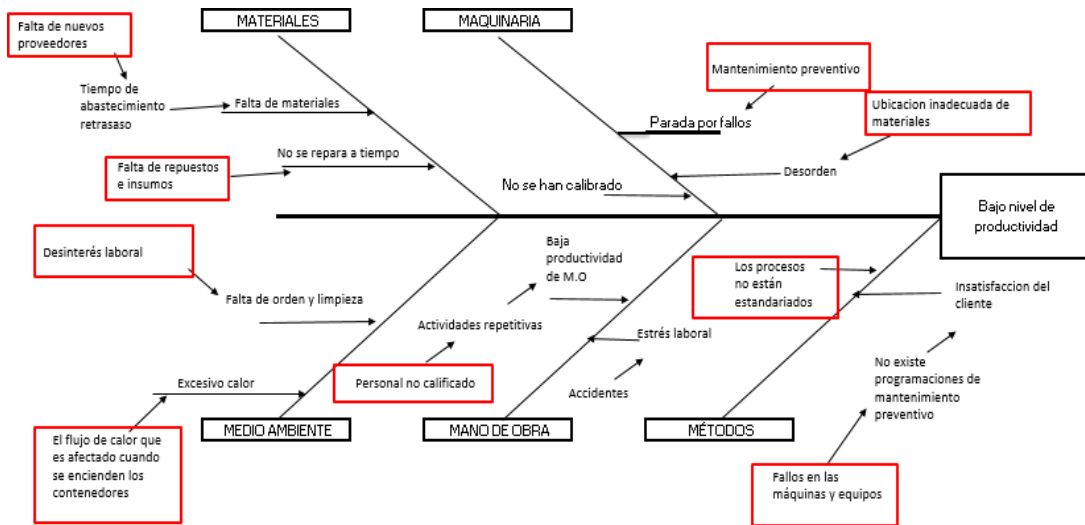 MATERIALES
MAQUINARIA
Falta de nuevos
proveedores
Tiempo de
abastecimiento
retrasaso
Falta de materiales
No se repara a tiempo
Falta de repuestos
e insumos
Mantenimiento preventivo
Parada por fallos
Ubicacion inadecuada de
materiales
Desorden
No se han calibrado
Bajo nivel de
productividad
Desinterés laboral
Falta de orden y limpieza
Excesivo calor
El flujo de calor que
es afectado cuando
se encienden los
contenedores
Baja
productividad
de M.O
Actividades repetitivas
Personal no calificado
Estrés laboral
Accidentes
Los procesos
no están
estandariados
Insatisfaccion del
cliente
No existe
programaciones de
mantenimiento
preventivo
Fallos en las
máquinas y equipos
MEDIO AMBIENTE
MANO DE OBRA
MÉTODOS